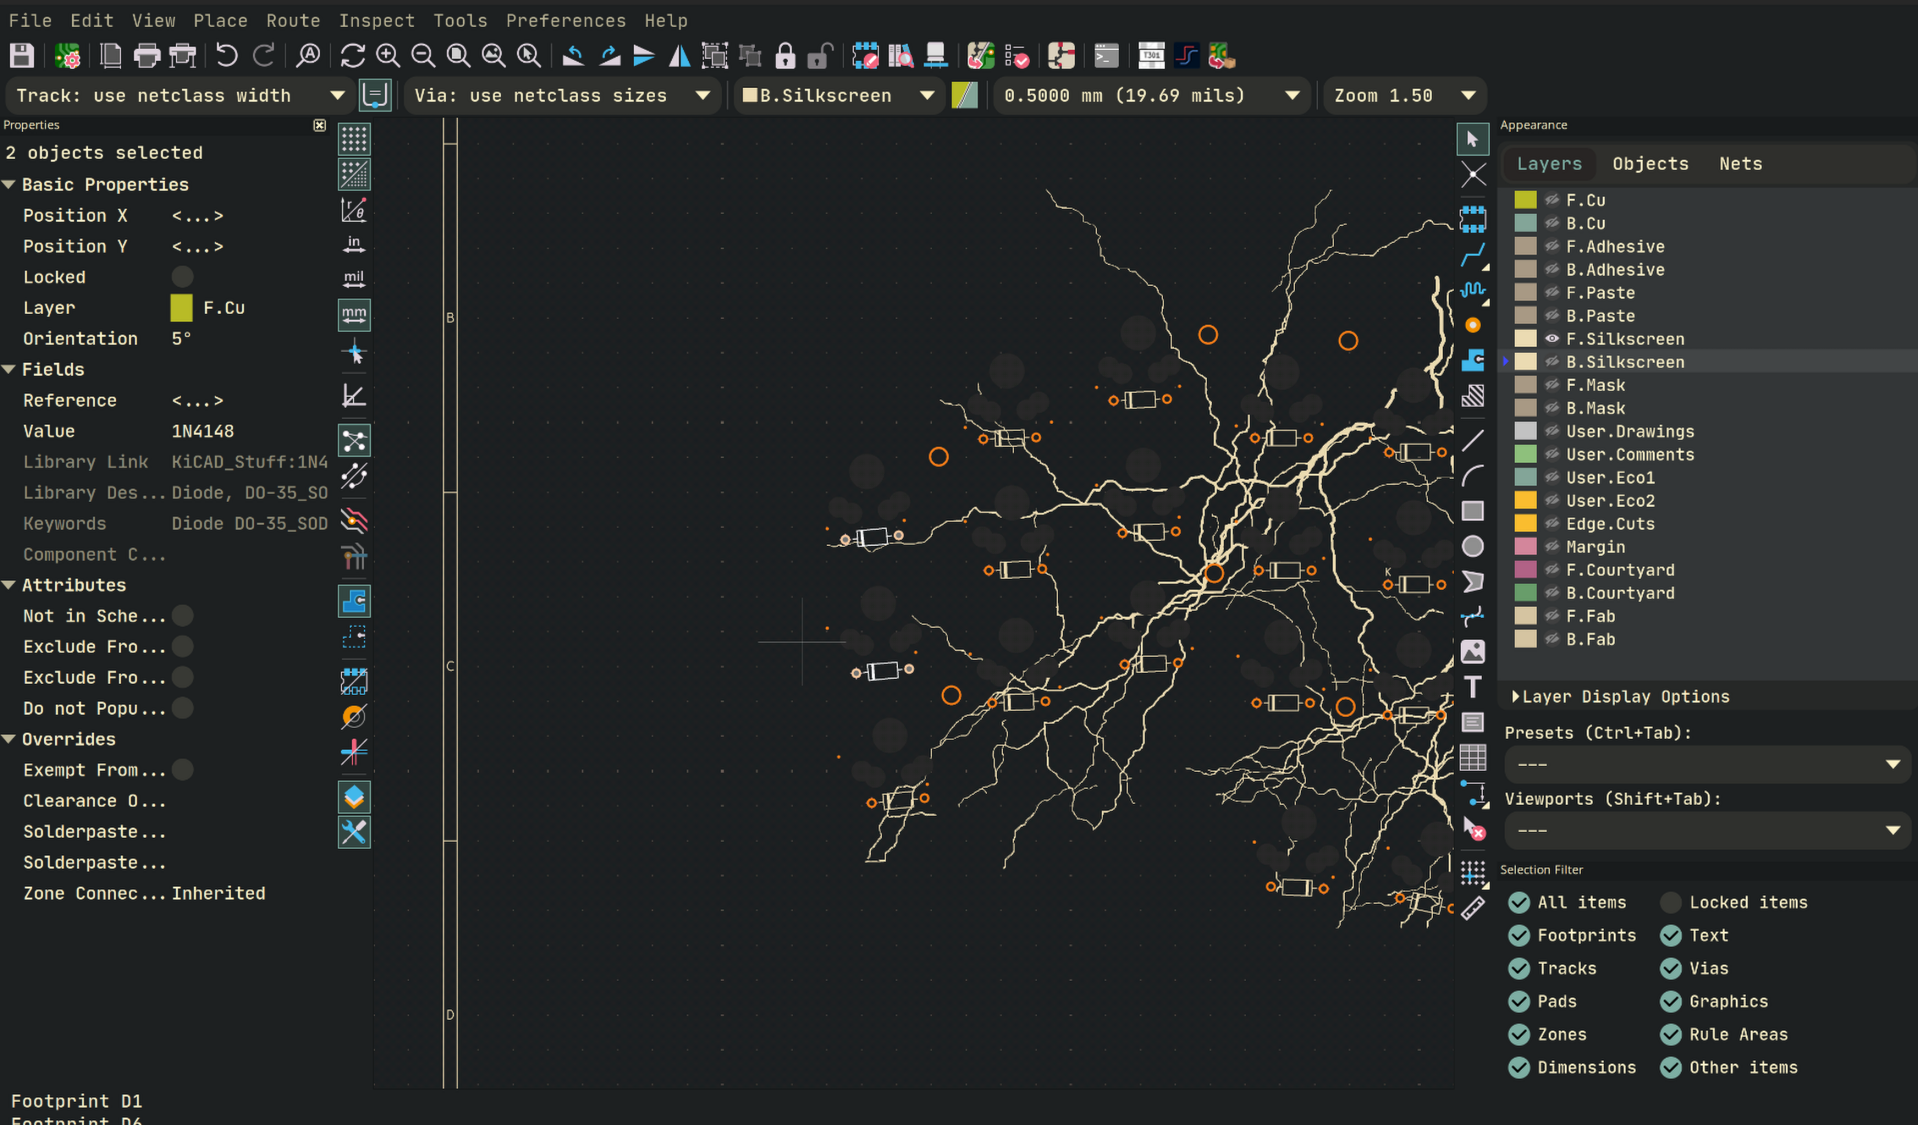 File Edit View Place Route Inspect Tools Preferences Help
Track: use netclass width
Via: use netclass sizes
B.Silkscreen
0.5000 mm (19.69 mils)
Zoom 1.50
Properties
2 objects selected
Basic Properties
Position X <...>
Position Y <...>
Locked
Layer F.Cu
Orientation 5°
Fields
Reference <...>
Value 1N4148
Library Link KiCAD_Stuff:1N4
Library Des... Diode, DO-35_SO
Keywords Diode DO-35_SOD
Component C...
Attributes
Not in Sche...
Exclude Fro...
Exclude Fro...
Do not Popu...
Overrides
Exempt From...
Clearance O...
Solderpaste...
Solderpaste...
Zone Connec... Inherited
in
mil
mm
B
C
D
K
T301
Appearance
Layers Objects Nets
F.Cu
B.Cu
F.Adhesive
B.Adhesive
F.Paste
B.Paste
F.Silkscreen
B.Silkscreen
F.Mask
B.Mask
User.Drawings
User.Comments
User.Eco1
User.Eco2
Edge.Cuts
Margin
F.Courtyard
B.Courtyard
F.Fab
B.Fab
Layer Display Options
Presets (Ctrl+Tab):
---
Viewports (Shift+Tab):
---
Selection Filter
All items Locked items
Footprints Text
Tracks Vias
Pads Graphics
Zones Rule Areas
Dimensions Other items
Footprint D1
Footprint D6